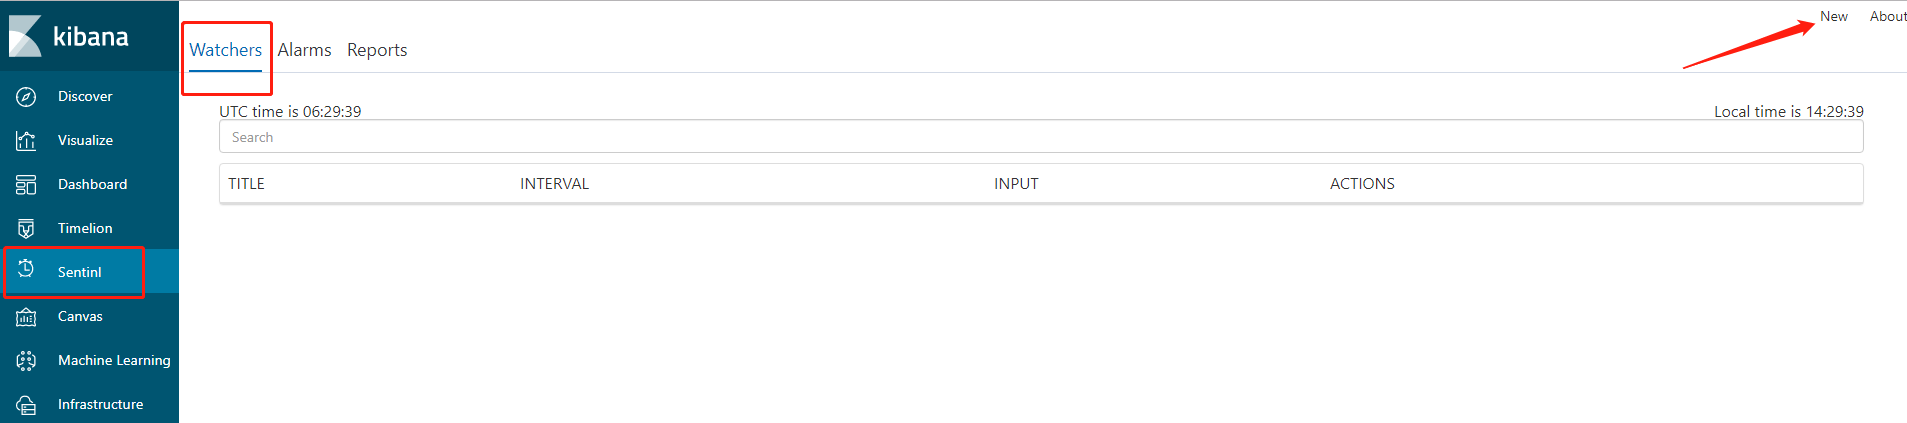 kibana
Discover
Visualize
Dashboard
Timelion
Sentinl
Canvas
Machine Learning
Infrastructure
New About
Watchers Alarms Reports
UTC time is 06:29:39 Local time is 14:29:39
Search
TITLE INTERVAL INPUT ACTIONS